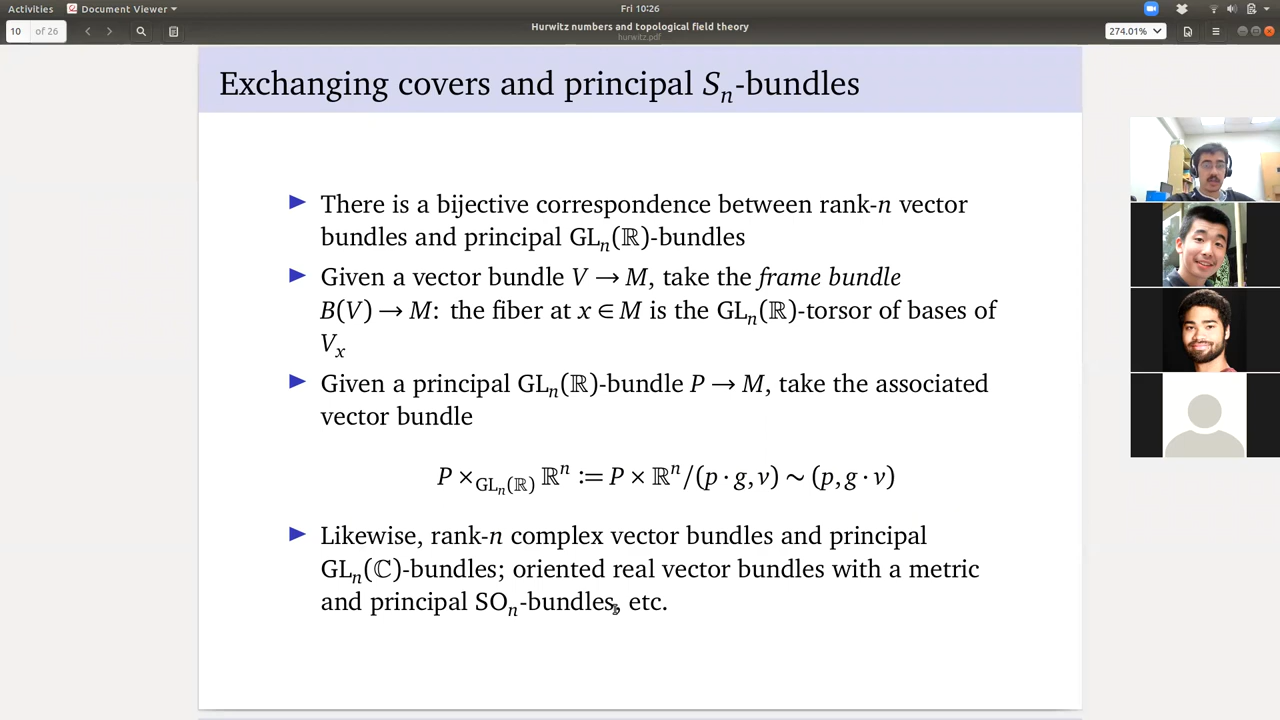 Activities Document Viewer Fri 10:26
10 of 26 Hurwitz numbers and topological field theory 274.01%
hurwitz.pdf
Exchanging covers and principal Sₙ-bundles
▶ There is a bijective correspondence between rank-n vector
bundles and principal GLₙ(ℝ)-bundles
▶ Given a vector bundle V → M, take the frame bundle
B(V) → M: the fiber at x ∈ M is the GLₙ(ℝ)-torsor of bases of
Vₓ
▶ Given a principal GLₙ(ℝ)-bundle P → M, take the associated
vector bundle
P ×_GLₙ(ℝ) ℝⁿ := P × ℝⁿ/(p · g, v) ~ (p, g · v)
▶ Likewise, rank-n complex vector bundles and principal
GLₙ(ℂ)-bundles; oriented real vector bundles with a metric
and principal SOₙ-bundles, etc.